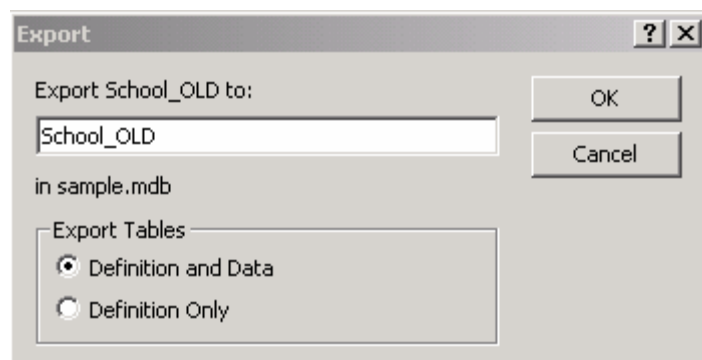 Export
Export School_OLD to:
OK
School_OLD
Cancel
in sample.mdb
Export Tables
Definition and Data
Definition Only